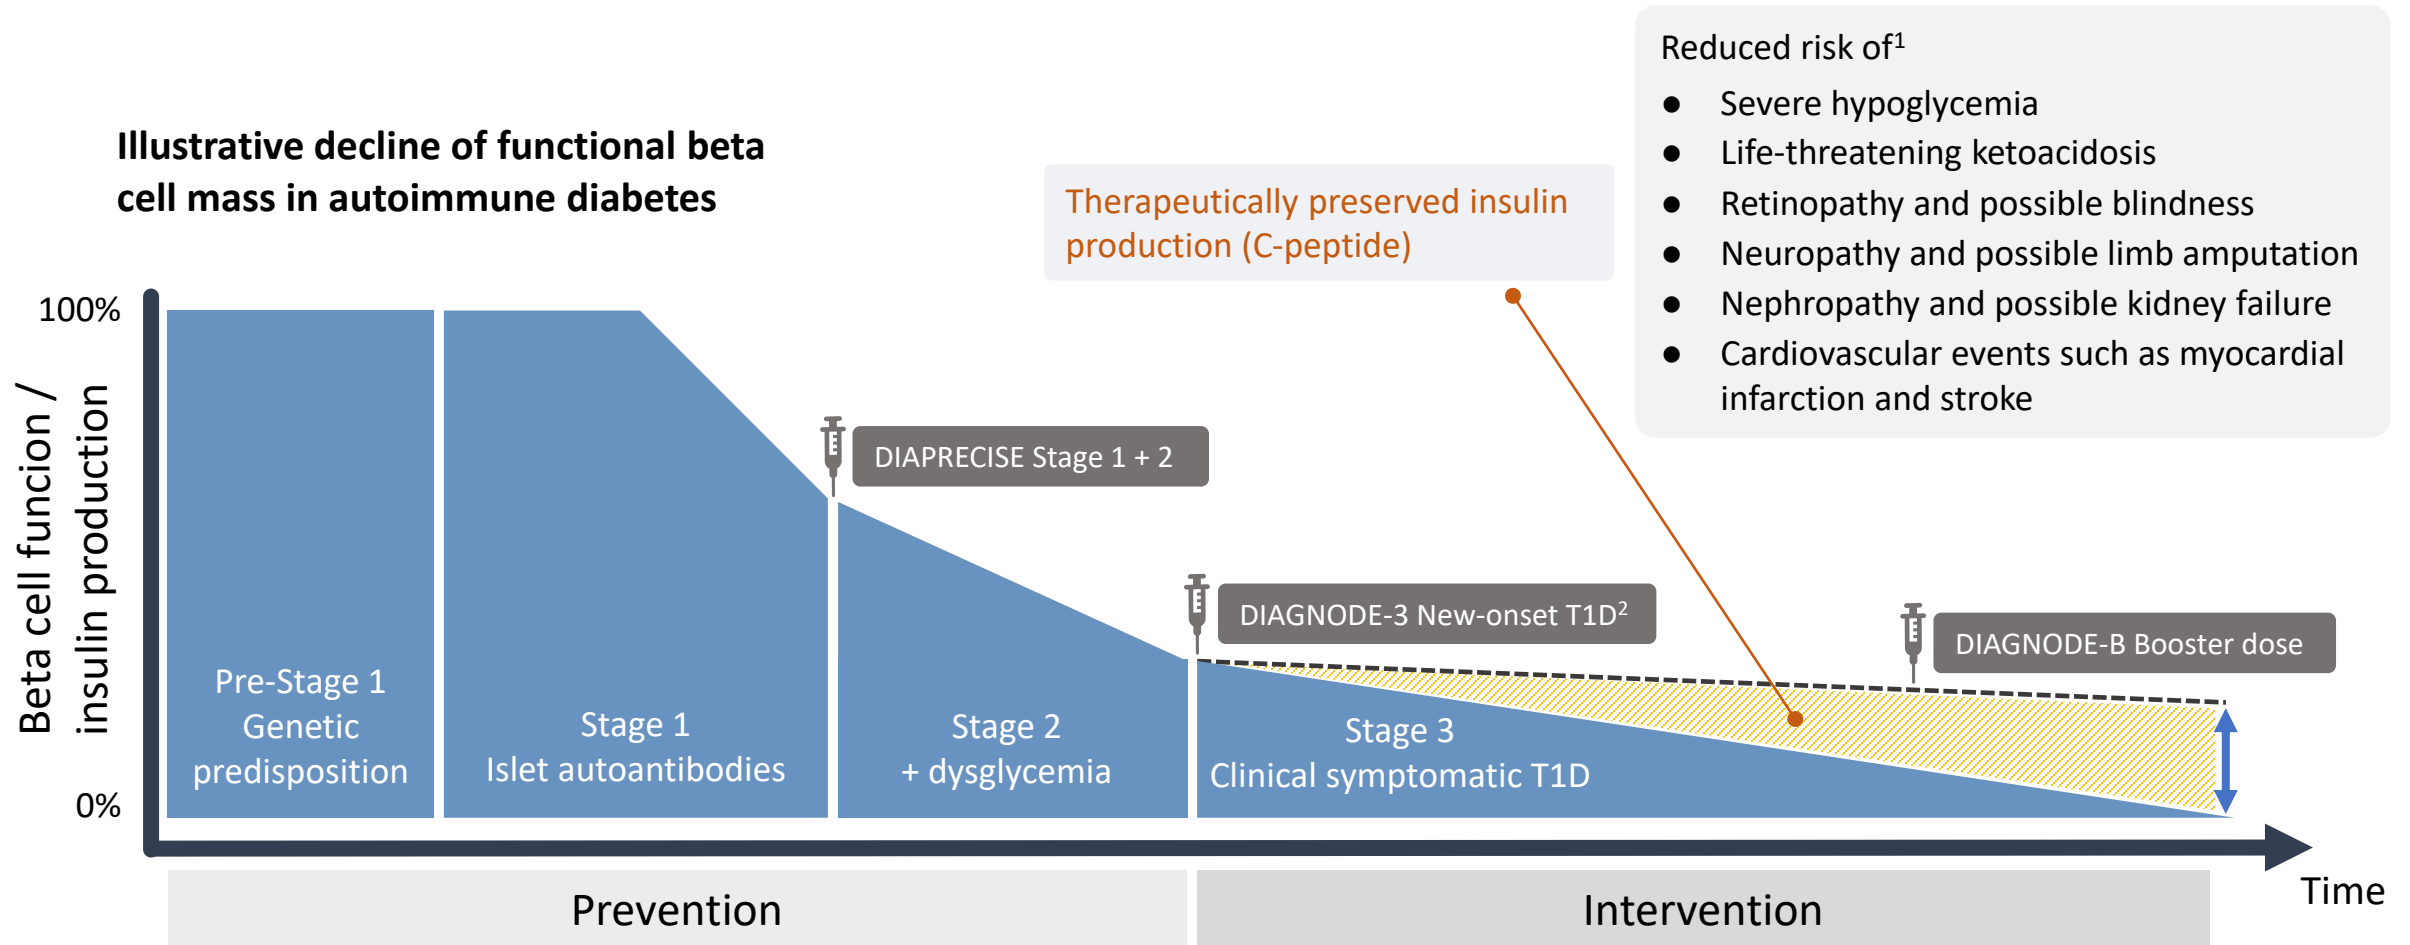 Illustrative decline of functional beta
cell mass in autoimmune diabetes
Reduced risk of¹
● Severe hypoglycemia
● Life-threatening ketoacidosis
● Retinopathy and possible blindness
● Neuropathy and possible limb amputation
● Nephropathy and possible kidney failure
● Cardiovascular events such as myocardial
infarction and stroke
Therapeutically preserved insulin
production (C-peptide)
100%
0%
Beta cell funcion /
insulin production
DIAPRECISE Stage 1 + 2
DIAGNODE-3 New-onset T1D²
DIAGNODE-B Booster dose
Pre-Stage 1
Genetic
predisposition
Stage 1
Islet autoantibodies
Stage 2
+ dysglycemia
Stage 3
Clinical symptomatic T1D
Time
Prevention
Intervention